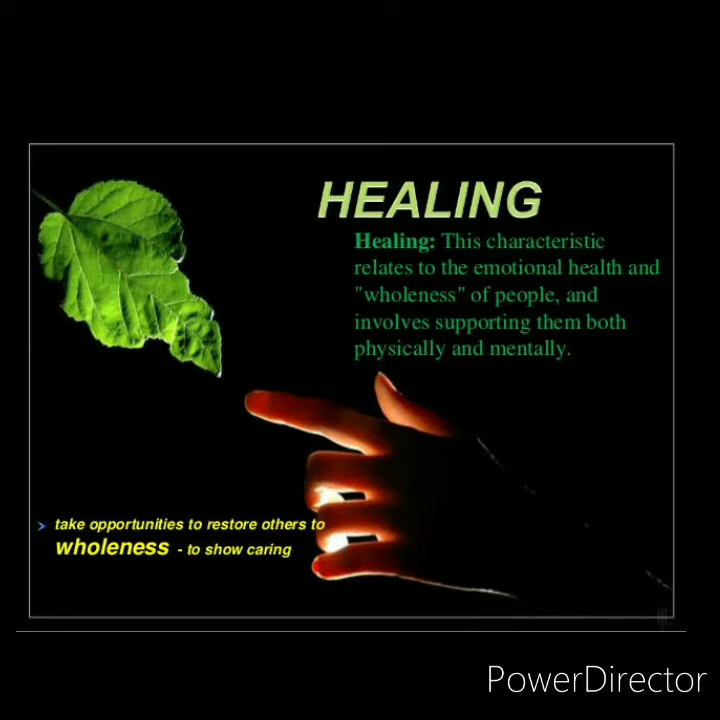 HEALING
Healing: This characteristic
relates to the emotional health and
"wholeness" of people, and
involves supporting them both
physically and mentally.
take opportunities to restore others to
wholeness - to show caring
PowerDirector